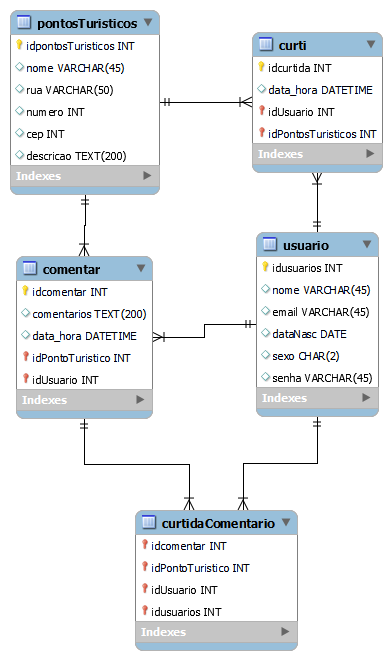 pontosTuristicos
idpontosTuristicos INT
nome VARCHAR(45)
rua VARCHAR(50)
numero INT
cep INT
descricao TEXT(200)
Indexes
curti
idcurtida INT
data_hora DATETIME
idUsuario INT
idPontosTuristicos INT
Indexes
comentar
idcomentar INT
comentarios TEXT(200)
data_hora DATETIME
idPontoTuristico INT
idUsuario INT
Indexes
usuario
idusuarios INT
nome VARCHAR(45)
email VARCHAR(45)
dataNasc DATE
sexo CHAR(2)
senha VARCHAR(45)
Indexes
curtidaComentario
idcomentar INT
idPontoTuristico INT
idUsuario INT
idusuarios INT
Indexes